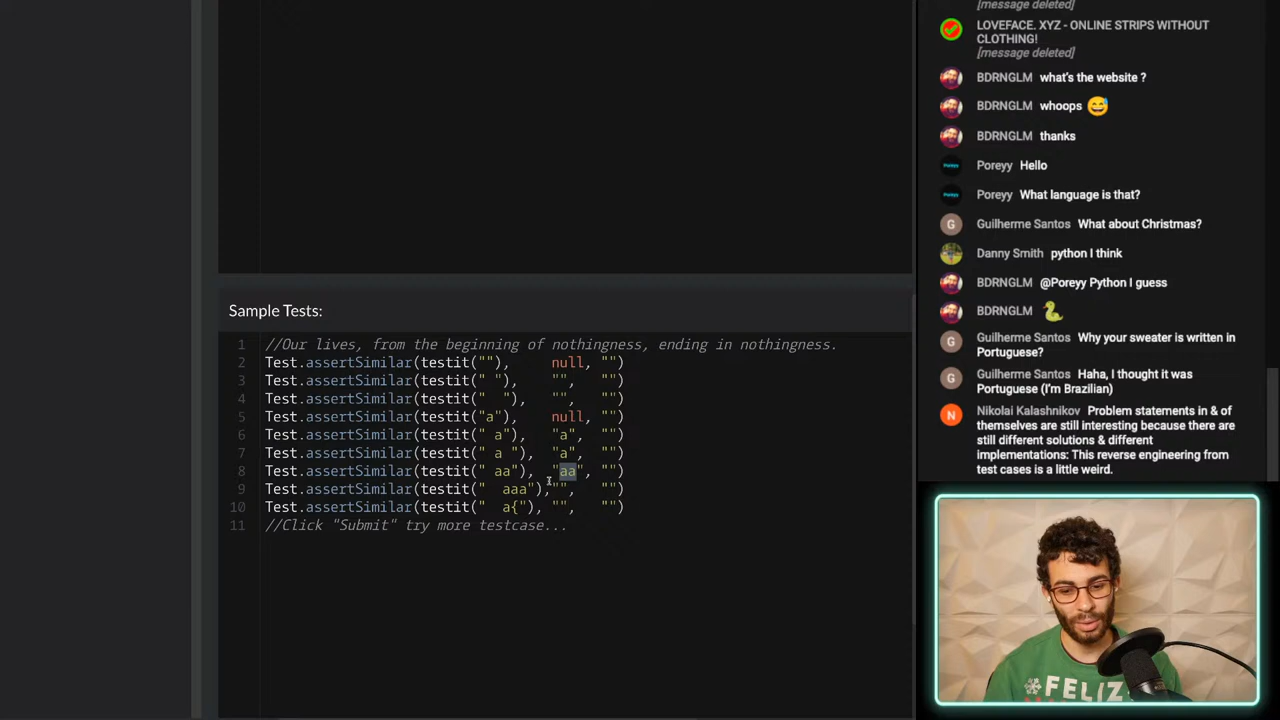 Sample Tests:
1 //Our lives, from the beginning of nothingness, ending in nothingness.
2 Test.assertSimilar(testit(""), null, "")
3 Test.assertSimilar(testit(" "), "", "")
4 Test.assertSimilar(testit("  "), "", "")
5 Test.assertSimilar(testit("a"), null, "")
6 Test.assertSimilar(testit(" a"), "a", "")
7 Test.assertSimilar(testit(" a "), "a", "")
8 Test.assertSimilar(testit(" aa"), "aa", "")
9 Test.assertSimilar(testit("  aaa"),"", "")
10 Test.assertSimilar(testit("  a{"), "", "")
11 //Click "Submit" try more testcase...
[message deleted]
LOVEFACE. XYZ - ONLINE STRIPS WITHOUT
CLOTHING!
[message deleted]
BDRNGLM what's the website ?
BDRNGLM whoops 😅
BDRNGLM thanks
Poreyy Hello
Poreyy What language is that?
G Guilherme Santos What about Christmas?
Danny Smith python I think
BDRNGLM @Poreyy Python I guess
BDRNGLM 🐍
G Guilherme Santos Why your sweater is written in
Portuguese?
G Guilherme Santos Haha, I thought it was
Portuguese (I'm Brazilian)
N Nikolai Kalashnikov Problem statements in & of
themselves are still interesting because there are
still different solutions & different
implementations: This reverse engineering from
test cases is a little weird.
FELIZ